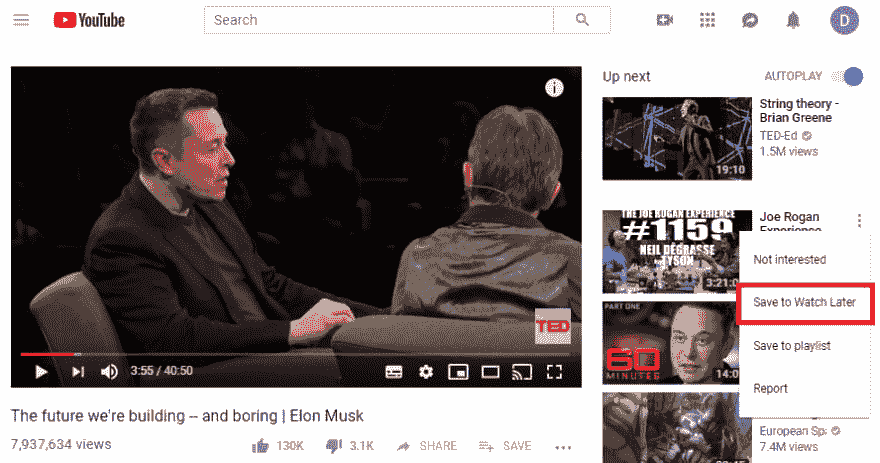 YouTube
Search
D
i
TED
3:55 / 40:50
The future we're building -- and boring | Elon Musk
7,937,634 views
130K
3.1K
SHARE
SAVE
Up next
AUTOPLAY
19:10
String theory -
Brian Greene
TED-Ed
1.5M views
THE JOE ROGAN EXPERIENCE
#1159
NEIL DEGRASSE
TYSON
3:21:0
Joe Rogan
Experience
Not interested
Save to Watch Later
Save to playlist
Report
PART ONE
60
MINUTES
14:0
European Sp
7.4M views